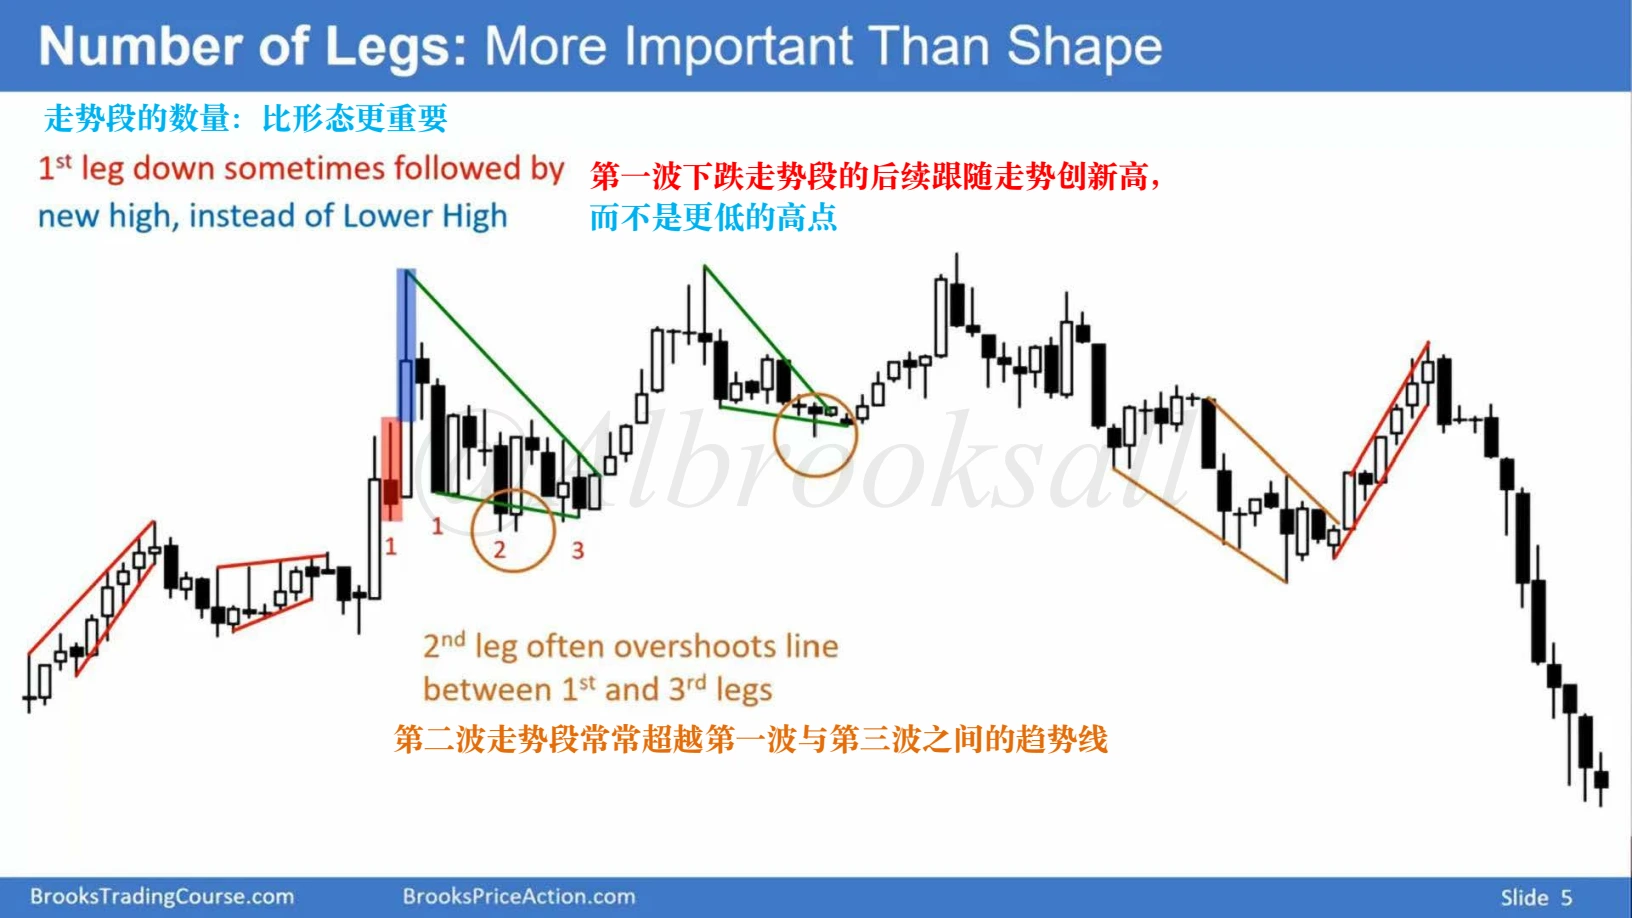 Number of Legs: More Important Than Shape
走势段的数量：比形态更重要
1st leg down sometimes followed by
new high, instead of Lower High
第一波下跌走势段的后续跟随走势创新高，
而不是更低的高点
@Albrooksall
1
1
2
3
2nd leg often overshoots line
between 1st and 3rd legs
第二波走势段常常超越第一波与第三波之间的趋势线
BrooksTradingCourse.com
BrooksPriceAction.com
Slide 5